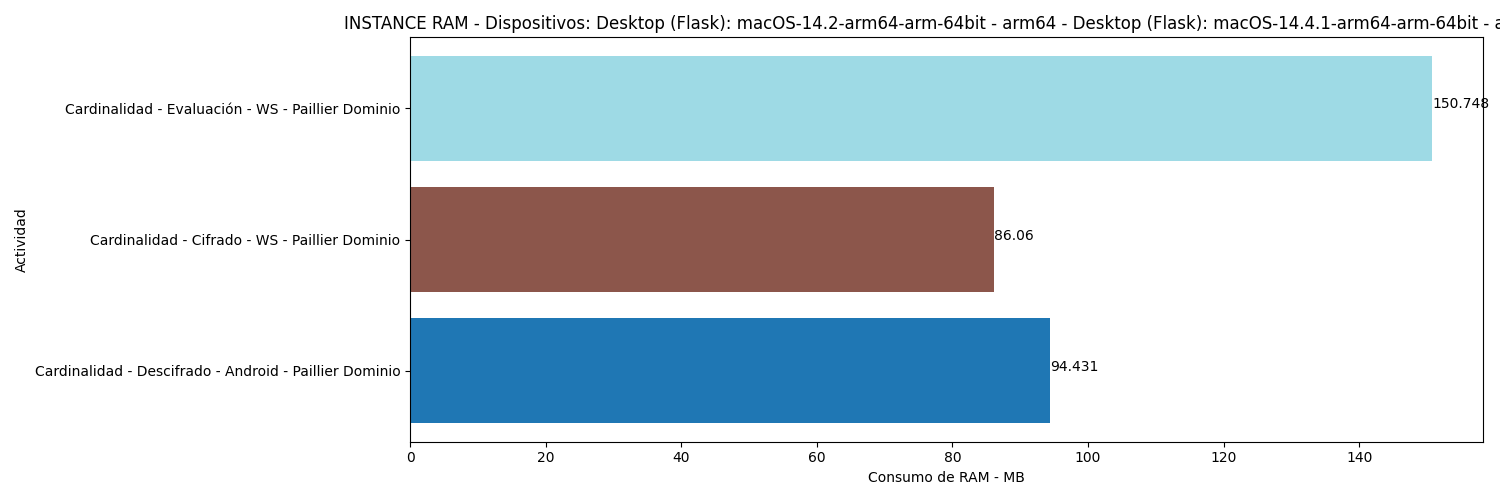 INSTANCE RAM - Dispositivos: Desktop (Flask): macOS-14.2-arm64-arm-64bit - arm64 - Desktop (Flask): macOS-14.4.1-arm64-arm-64bit -
Cardinalidad - Evaluación - WS - Paillier Dominio
150.748
Cardinalidad - Cifrado - WS - Paillier Dominio
86.06
Cardinalidad - Descifrado - Android - Paillier Dominio
94.431
Actividad
0 20 40 60 80 100 120 140
Consumo de RAM - MB